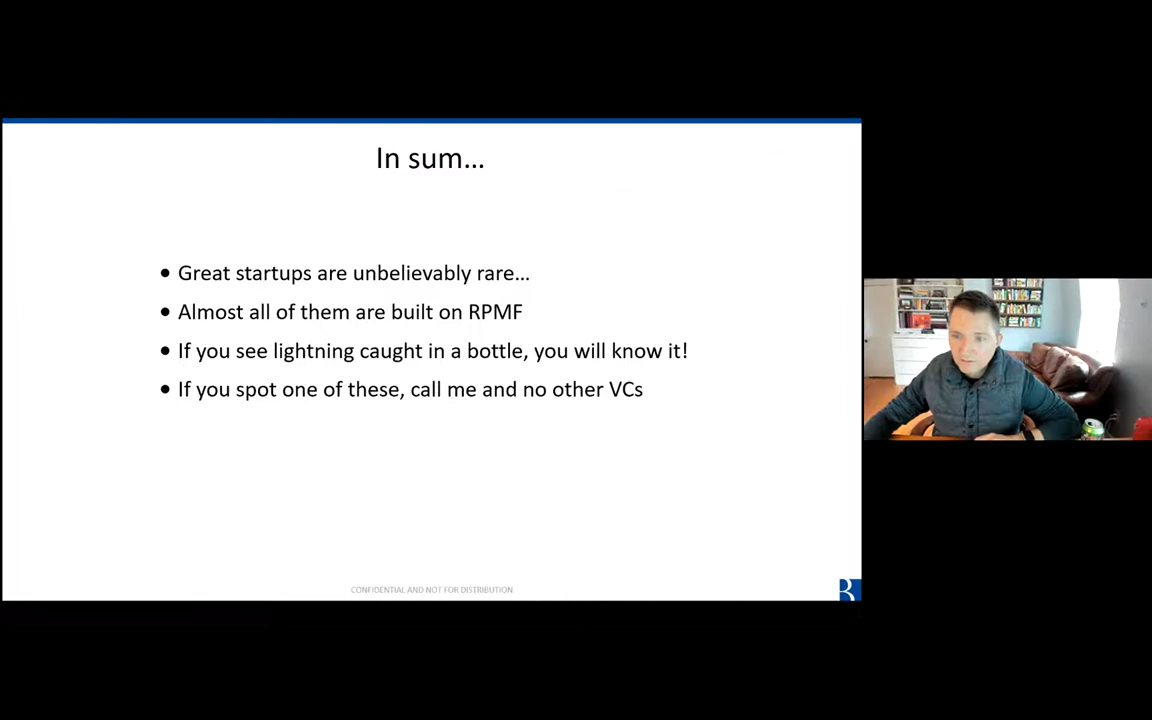 In sum…
• Great startups are unbelievably rare…
• Almost all of them are built on RPMF
• If you see lightning caught in a bottle, you will know it!
• If you spot one of these, call me and no other VCs
CONFIDENTIAL AND NOT FOR DISTRIBUTION